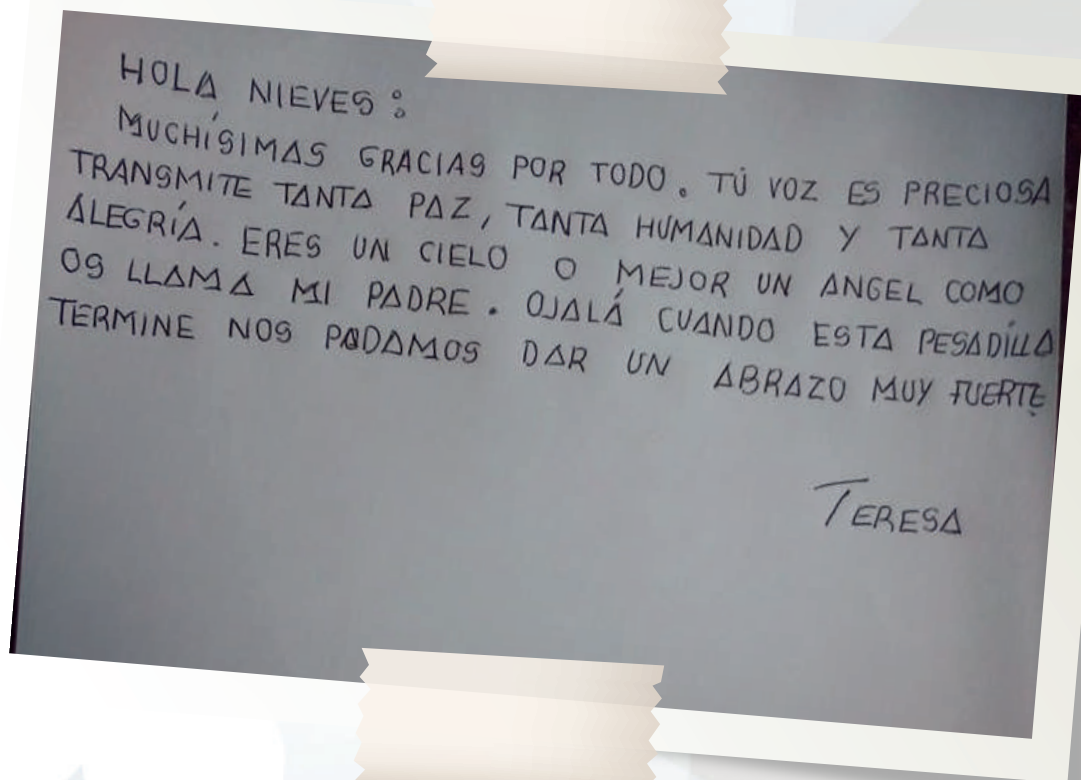 HOLA NIEVES:
MUCHÍSIMAS GRACIAS POR TODO. TÚ VOZ ES PRECIOSA
TRANSMITE TANTA PAZ, TANTA HUMANIDAD Y TANTA
ALEGRÍA. ERES UN CIELO O MEJOR UN ANGEL COMO
OS LLAMA MI PADRE. OJALÁ CUANDO ESTA PESADÍLLA
TERMINE NOS PODAMOS DAR UN ABRAZO MUY FUERTE
TERESA